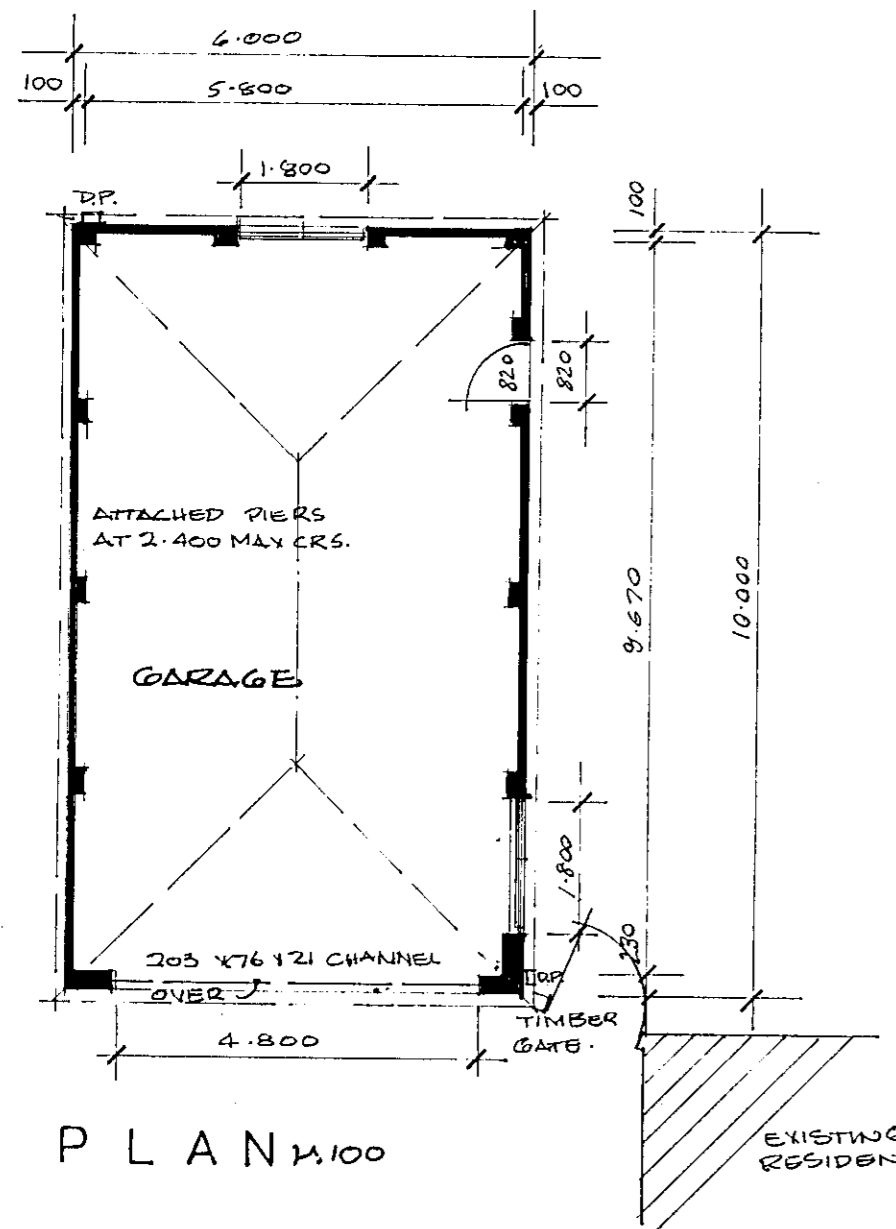 6.000
100
5.800
100
1.800
D.P.
100
820
820
ATTACHED PIERS
AT 2.400 MAX CRS.
9.670
10.000
GARAGE
1.800
230
203 x76 x21 CHANNEL
OVER
D.P.
4.800
TIMBER
GATE.
PLAN 1:100
EXISTING
RESIDEN